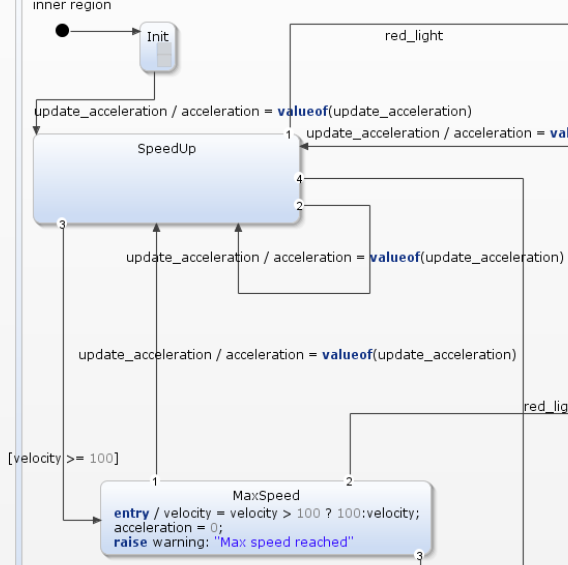 inner region
Init
red_light
update_acceleration / acceleration = valueof(update_acceleration)
1
update_acceleration / acceleration = val
SpeedUp
4
2
3
update_acceleration / acceleration = valueof(update_acceleration)
update_acceleration / acceleration = valueof(update_acceleration)
red_lig
[velocity >= 100]
1
2
MaxSpeed
entry / velocity = velocity > 100 ? 100:velocity;
acceleration = 0;
raise warning: "Max speed reached"
3